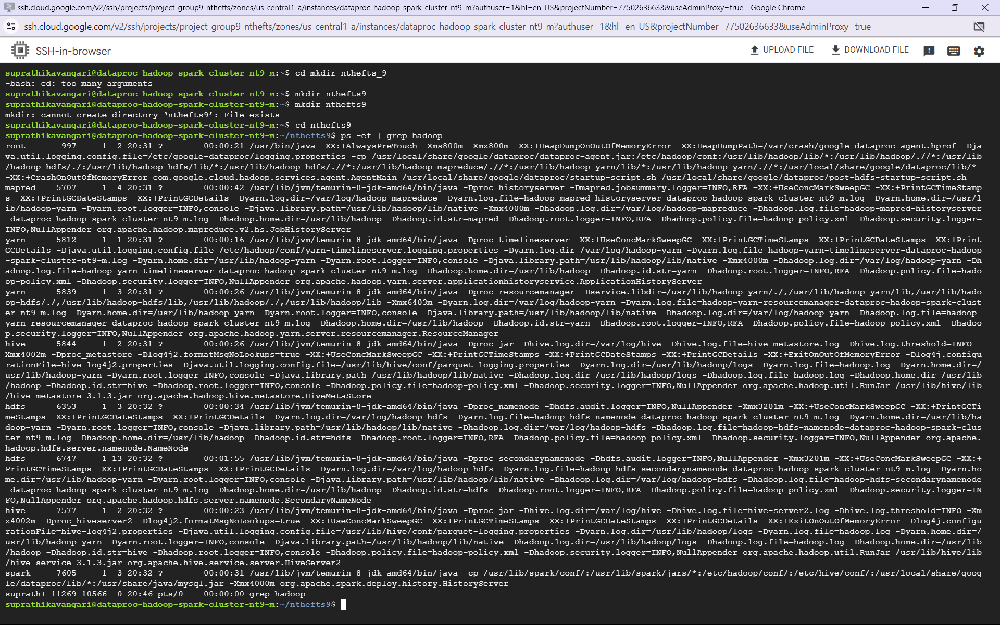 ssh.cloud.google.com/v2/ssh/projects/project-group9-nthefts/zones/us-central1-a/instances/dataproc-hadoop-spark-cluster-nt9-m?authuser=1&hl=en_US&projectNumber=77502636633&useAdminProxy=true - Google Chrome
ssh.cloud.google.com/v2/ssh/projects/project-group9-nthefts/zones/us-central1-a/instances/dataproc-hadoop-spark-cluster-nt9-m?authuser=1&hl=en_US&projectNumber=77502636633&useAdminProxy=true
SSH-in-browser UPLOAD FILE DOWNLOAD FILE
suprathikavangari@dataproc-hadoop-spark-cluster-nt9-m:~$ cd mkdir nthefts_9
-bash: cd: too many arguments
suprathikavangari@dataproc-hadoop-spark-cluster-nt9-m:~$ mkdir nthefts9
suprathikavangari@dataproc-hadoop-spark-cluster-nt9-m:~$ mkdir nthefts9
mkdir: cannot create directory ‘nthefts9’: File exists
suprathikavangari@dataproc-hadoop-spark-cluster-nt9-m:~$ cd nthefts9
suprathikavangari@dataproc-hadoop-spark-cluster-nt9-m:~/nthefts9$ ps -ef | grep hadoop
root       997     1  2 20:31 ?        00:00:21 /usr/bin/java -XX:+AlwaysPreTouch -Xms800m -Xmx800m -XX:+HeapDumpOnOutOfMemoryError -XX:HeapDumpPath=/var/crash/google-dataproc-agent.hprof -Dja
va.util.logging.config.file=/etc/google-dataproc/logging.properties -cp /usr/local/share/google/dataproc/dataproc-agent.jar:/etc/hadoop/conf:/usr/lib/hadoop/lib/*:/usr/lib/hadoop/.//*:/usr/lib
/hadoop-hdfs/./:/usr/lib/hadoop-hdfs/lib/*:/usr/lib/hadoop-hdfs/.//*:/usr/lib/hadoop-mapreduce/.//*:/usr/lib/hadoop-yarn/lib/*:/usr/lib/hadoop-yarn/.//*:/usr/local/share/google/dataproc/lib/*
-XX:+CrashOnOutOfMemoryError com.google.cloud.hadoop.services.agent.AgentMain /usr/local/share/google/dataproc/startup-script.sh /usr/local/share/google/dataproc/post-hdfs-startup-script.sh
mapred    5707     1  4 20:31 ?        00:00:42 /usr/lib/jvm/temurin-8-jdk-amd64/bin/java -Dproc_historyserver -Dmapred.jobsummary.logger=INFO,RFA -XX:+UseConcMarkSweepGC -XX:+PrintGCTimeStamp
s -XX:+PrintGCDateStamps -XX:+PrintGCDetails -Dyarn.log.dir=/var/log/hadoop-mapreduce -Dyarn.log.file=hadoop-mapred-historyserver-dataproc-hadoop-spark-cluster-nt9-m.log -Dyarn.home.dir=/usr/l
ib/hadoop-yarn -Dyarn.root.logger=INFO,console -Djava.library.path=/usr/lib/hadoop/lib/native -Xmx4000m -Dhadoop.log.dir=/var/log/hadoop-mapreduce -Dhadoop.log.file=hadoop-mapred-historyserver
-dataproc-hadoop-spark-cluster-nt9-m.log -Dhadoop.home.dir=/usr/lib/hadoop -Dhadoop.id.str=mapred -Dhadoop.root.logger=INFO,RFA -Dhadoop.policy.file=hadoop-policy.xml -Dhadoop.security.logger=
INFO,NullAppender org.apache.hadoop.mapreduce.v2.hs.JobHistoryServer
yarn      5812     1  1 20:31 ?        00:00:16 /usr/lib/jvm/temurin-8-jdk-amd64/bin/java -Dproc_timelineserver -XX:+UseConcMarkSweepGC -XX:+PrintGCTimeStamps -XX:+PrintGCDateStamps -XX:+Print
GCDetails -Djava.util.logging.config.file=/etc/hadoop/conf/yarn-timelineserver.logging.properties -Dyarn.log.dir=/var/log/hadoop-yarn -Dyarn.log.file=hadoop-yarn-timelineserver-dataproc-hadoop
-spark-cluster-nt9-m.log -Dyarn.home.dir=/usr/lib/hadoop-yarn -Dyarn.root.logger=INFO,console -Djava.library.path=/usr/lib/hadoop/lib/native -Xmx4000m -Dhadoop.log.dir=/var/log/hadoop-yarn -Dh
adoop.log.file=hadoop-yarn-timelineserver-dataproc-hadoop-spark-cluster-nt9-m.log -Dhadoop.home.dir=/usr/lib/hadoop -Dhadoop.id.str=yarn -Dhadoop.root.logger=INFO,RFA -Dhadoop.policy.file=hado
op-policy.xml -Dhadoop.security.logger=INFO,NullAppender org.apache.hadoop.yarn.server.applicationhistoryservice.ApplicationHistoryServer
yarn      5839     1  3 20:31 ?        00:00:26 /usr/lib/jvm/temurin-8-jdk-amd64/bin/java -Dproc_resourcemanager -Dservice.libdir=/usr/lib/hadoop-yarn/./,/usr/lib/hadoop-yarn/lib,/usr/lib/hado
op-hdfs/./,/usr/lib/hadoop-hdfs/lib,/usr/lib/hadoop/./,/usr/lib/hadoop/lib -Xmx6403m -Dyarn.log.dir=/var/log/hadoop-yarn -Dyarn.log.file=hadoop-yarn-resourcemanager-dataproc-hadoop-spark-clust
er-nt9-m.log -Dyarn.home.dir=/usr/lib/hadoop-yarn -Dyarn.root.logger=INFO,console -Djava.library.path=/usr/lib/hadoop/lib/native -Dhadoop.log.dir=/var/log/hadoop-yarn -Dhadoop.log.file=hadoop-
yarn-resourcemanager-dataproc-hadoop-spark-cluster-nt9-m.log -Dhadoop.home.dir=/usr/lib/hadoop -Dhadoop.id.str=yarn -Dhadoop.root.logger=INFO,RFA -Dhadoop.policy.file=hadoop-policy.xml -Dhadoo
p.security.logger=INFO,NullAppender org.apache.hadoop.yarn.server.resourcemanager.ResourceManager
hive      5844     1  2 20:31 ?        00:00:26 /usr/lib/jvm/temurin-8-jdk-amd64/bin/java -Dproc_jar -Dhive.log.dir=/var/log/hive -Dhive.log.file=hive-metastore.log -Dhive.log.threshold=INFO -
Xmx4002m -Dproc_metastore -Dlog4j2.formatMsgNoLookups=true -XX:+UseConcMarkSweepGC -XX:+PrintGCTimeStamps -XX:+PrintGCDateStamps -XX:+PrintGCDetails -XX:+ExitOnOutOfMemoryError -Dlog4j.configu
rationFile=hive-log4j2.properties -Djava.util.logging.config.file=/usr/lib/hive/conf/parquet-logging.properties -Dyarn.log.dir=/usr/lib/hadoop/logs -Dyarn.log.file=hadoop.log -Dyarn.home.dir=/
usr/lib/hadoop-yarn -Dyarn.root.logger=INFO,console -Djava.library.path=/usr/lib/hadoop/lib/native -Dhadoop.log.dir=/usr/lib/hadoop/logs -Dhadoop.log.file=hadoop.log -Dhadoop.home.dir=/usr/lib
/hadoop -Dhadoop.id.str=hive -Dhadoop.root.logger=INFO,console -Dhadoop.policy.file=hadoop-policy.xml -Dhadoop.security.logger=INFO,NullAppender org.apache.hadoop.util.RunJar /usr/lib/hive/lib
/hive-metastore-3.1.3.jar org.apache.hadoop.hive.metastore.HiveMetaStore
hdfs      6353     1  3 20:32 ?        00:00:34 /usr/lib/jvm/temurin-8-jdk-amd64/bin/java -Dproc_namenode -Dhdfs.audit.logger=INFO,NullAppender -Xmx3201m -XX:+UseConcMarkSweepGC -XX:+PrintGCTi
meStamps -XX:+PrintGCDateStamps -XX:+PrintGCDetails -Dyarn.log.dir=/var/log/hadoop-hdfs -Dyarn.log.file=hadoop-hdfs-namenode-dataproc-hadoop-spark-cluster-nt9-m.log -Dyarn.home.dir=/usr/lib/ha
doop-yarn -Dyarn.root.logger=INFO,console -Djava.library.path=/usr/lib/hadoop/lib/native -Dhadoop.log.dir=/var/log/hadoop-hdfs -Dhadoop.log.file=hadoop-hdfs-namenode-dataproc-hadoop-spark-clus
ter-nt9-m.log -Dhadoop.home.dir=/usr/lib/hadoop -Dhadoop.id.str=hdfs -Dhadoop.root.logger=INFO,RFA -Dhadoop.policy.file=hadoop-policy.xml -Dhadoop.security.logger=INFO,NullAppender org.apache.
hadoop.hdfs.server.namenode.NameNode
hdfs      6747     1 13 20:32 ?        00:01:55 /usr/lib/jvm/temurin-8-jdk-amd64/bin/java -Dproc_secondarynamenode -Dhdfs.audit.logger=INFO,NullAppender -Xmx3201m -XX:+UseConcMarkSweepGC -XX:+
PrintGCTimeStamps -XX:+PrintGCDateStamps -XX:+PrintGCDetails -Dyarn.log.dir=/var/log/hadoop-hdfs -Dyarn.log.file=hadoop-hdfs-secondarynamenode-dataproc-hadoop-spark-cluster-nt9-m.log -Dyarn.ho
me.dir=/usr/lib/hadoop-yarn -Dyarn.root.logger=INFO,console -Djava.library.path=/usr/lib/hadoop/lib/native -Dhadoop.log.dir=/var/log/hadoop-hdfs -Dhadoop.log.file=hadoop-hdfs-secondarynamenode
-dataproc-hadoop-spark-cluster-nt9-m.log -Dhadoop.home.dir=/usr/lib/hadoop -Dhadoop.id.str=hdfs -Dhadoop.root.logger=INFO,RFA -Dhadoop.policy.file=hadoop-policy.xml -Dhadoop.security.logger=IN
FO,NullAppender org.apache.hadoop.hdfs.server.namenode.SecondaryNameNode
hive      7577     1  2 20:32 ?        00:00:23 /usr/lib/jvm/temurin-8-jdk-amd64/bin/java -Dproc_jar -Dhive.log.dir=/var/log/hive -Dhive.log.file=hive-server2.log -Dhive.log.threshold=INFO -Xm
x4002m -Dproc_hiveserver2 -Dlog4j2.formatMsgNoLookups=true -XX:+UseConcMarkSweepGC -XX:+PrintGCTimeStamps -XX:+PrintGCDateStamps -XX:+PrintGCDetails -XX:+ExitOnOutOfMemoryError -Dlog4j.configu
rationFile=hive-log4j2.properties -Djava.util.logging.config.file=/usr/lib/hive/conf/parquet-logging.properties -Dyarn.log.dir=/usr/lib/hadoop/logs -Dyarn.log.file=hadoop.log -Dyarn.home.dir=/
usr/lib/hadoop-yarn -Dyarn.root.logger=INFO,console -Djava.library.path=/usr/lib/hadoop/lib/native -Dhadoop.log.dir=/usr/lib/hadoop/logs -Dhadoop.log.file=hadoop.log -Dhadoop.home.dir=/usr/lib
/hadoop -Dhadoop.id.str=hive -Dhadoop.root.logger=INFO,console -Dhadoop.policy.file=hadoop-policy.xml -Dhadoop.security.logger=INFO,NullAppender org.apache.hadoop.util.RunJar /usr/lib/hive/lib
/hive-service-3.1.3.jar org.apache.hive.service.server.HiveServer2
spark     7605     1  3 20:32 ?        00:00:31 /usr/lib/jvm/temurin-8-jdk-amd64/bin/java -cp /usr/lib/spark/conf/:/usr/lib/spark/jars/*:/etc/hadoop/conf/:/etc/hive/conf/:/usr/local/share/goog
le/dataproc/lib/*:/usr/share/java/mysql.jar -Xmx4000m org.apache.spark.deploy.history.HistoryServer
suprath+ 11269 10566  0 20:46 pts/0    00:00:00 grep hadoop
suprathikavangari@dataproc-hadoop-spark-cluster-nt9-m:~/nthefts9$